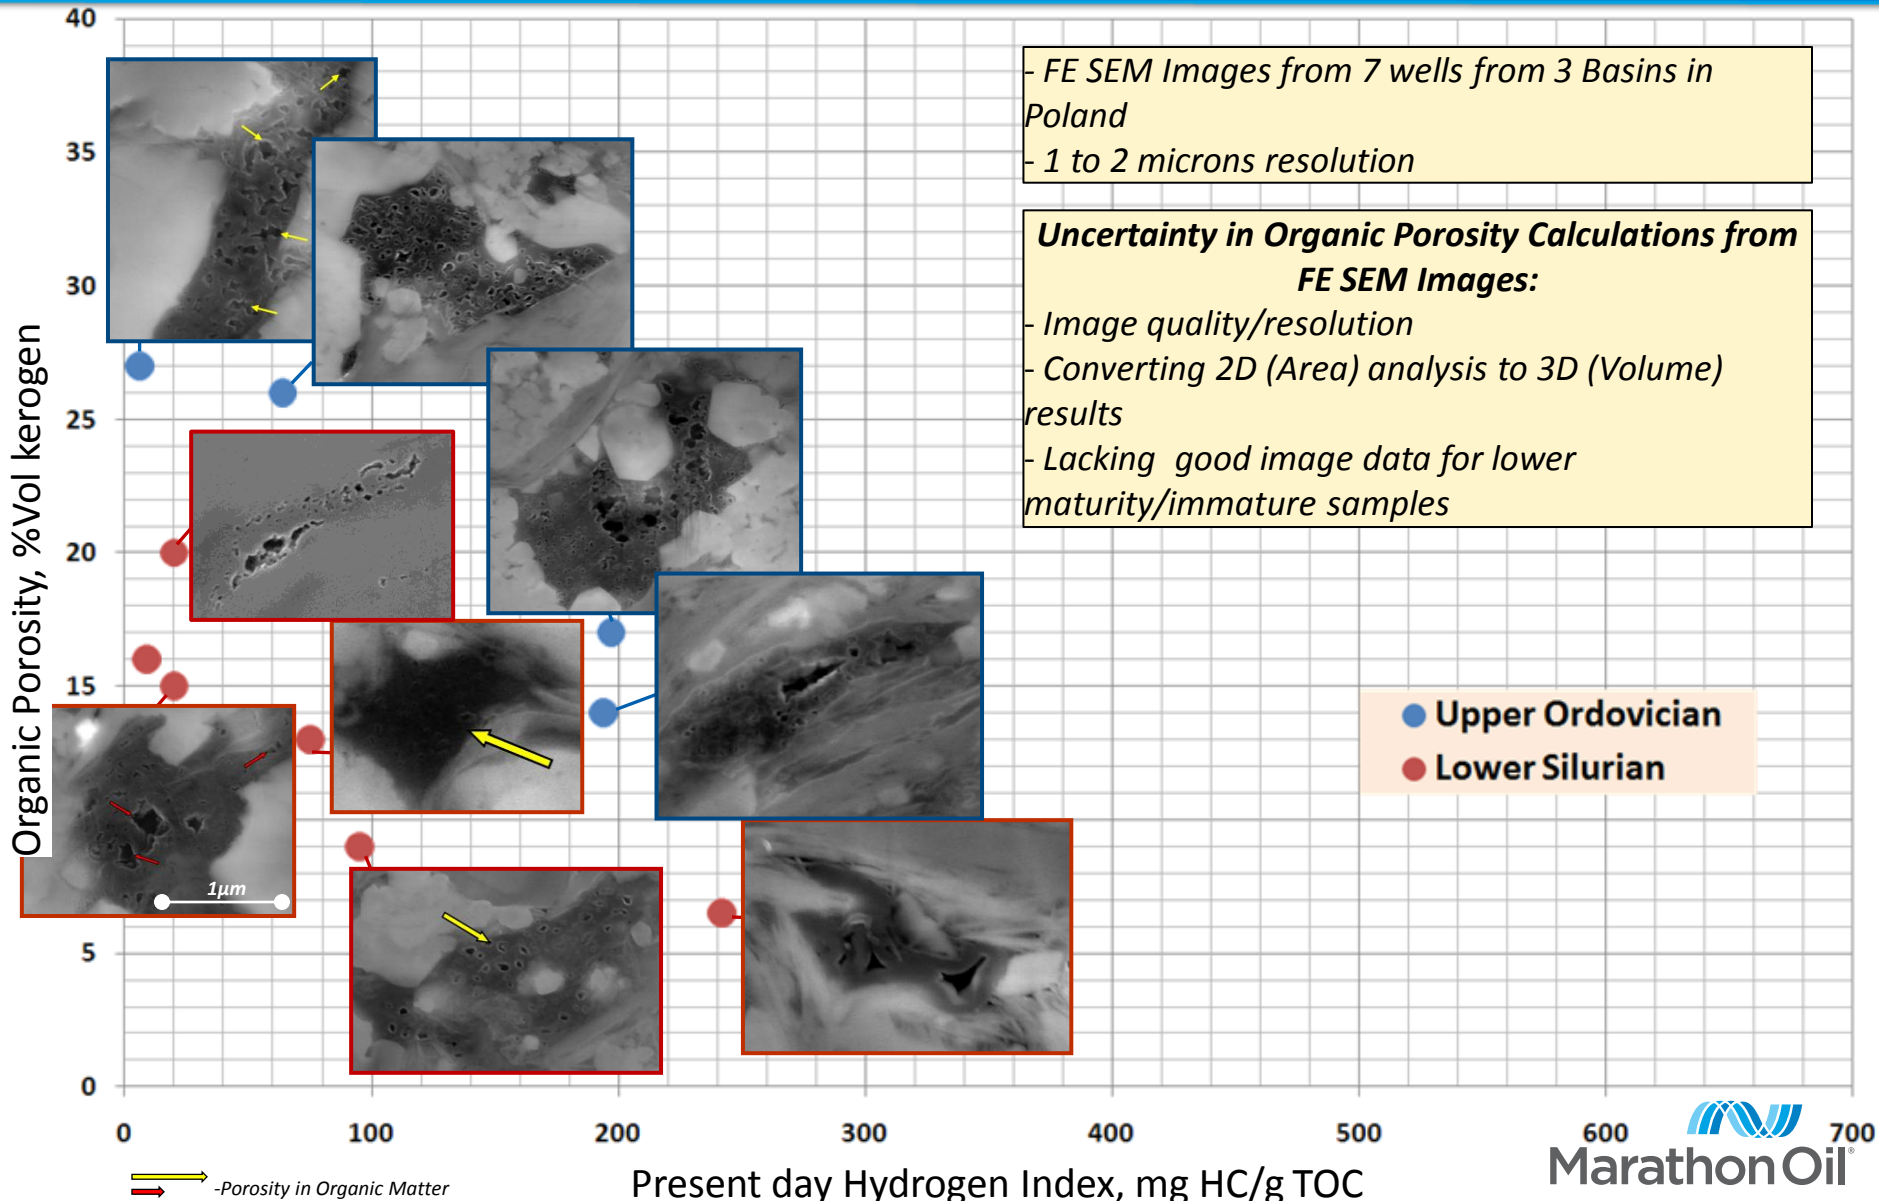 40
35
30
25
20
15
5
0
Organic Porosity, %Vol kerogen
- FE SEM Images from 7 wells from 3 Basins in
Poland
- 1 to 2 microns resolution
Uncertainty in Organic Porosity Calculations from
FE SEM Images:
- Image quality/resolution
- Converting 2D (Area) analysis to 3D (Volume)
results
- Lacking good image data for lower
maturity/immature samples
Upper Ordovician
Lower Silurian
1µm
0 100 200 300 400 500 600 700
Present day Hydrogen Index, mg HC/g TOC
-Porosity in Organic Matter
Marathon Oil®